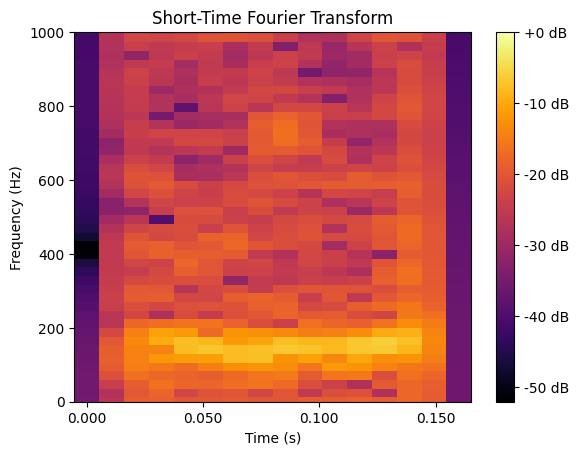 Short-Time Fourier Transform
1000
800
600
400
200
0
Frequency (Hz)
0.000
0.050
0.100
0.150
Time (s)
+0 dB
-10 dB
-20 dB
-30 dB
-40 dB
-50 dB